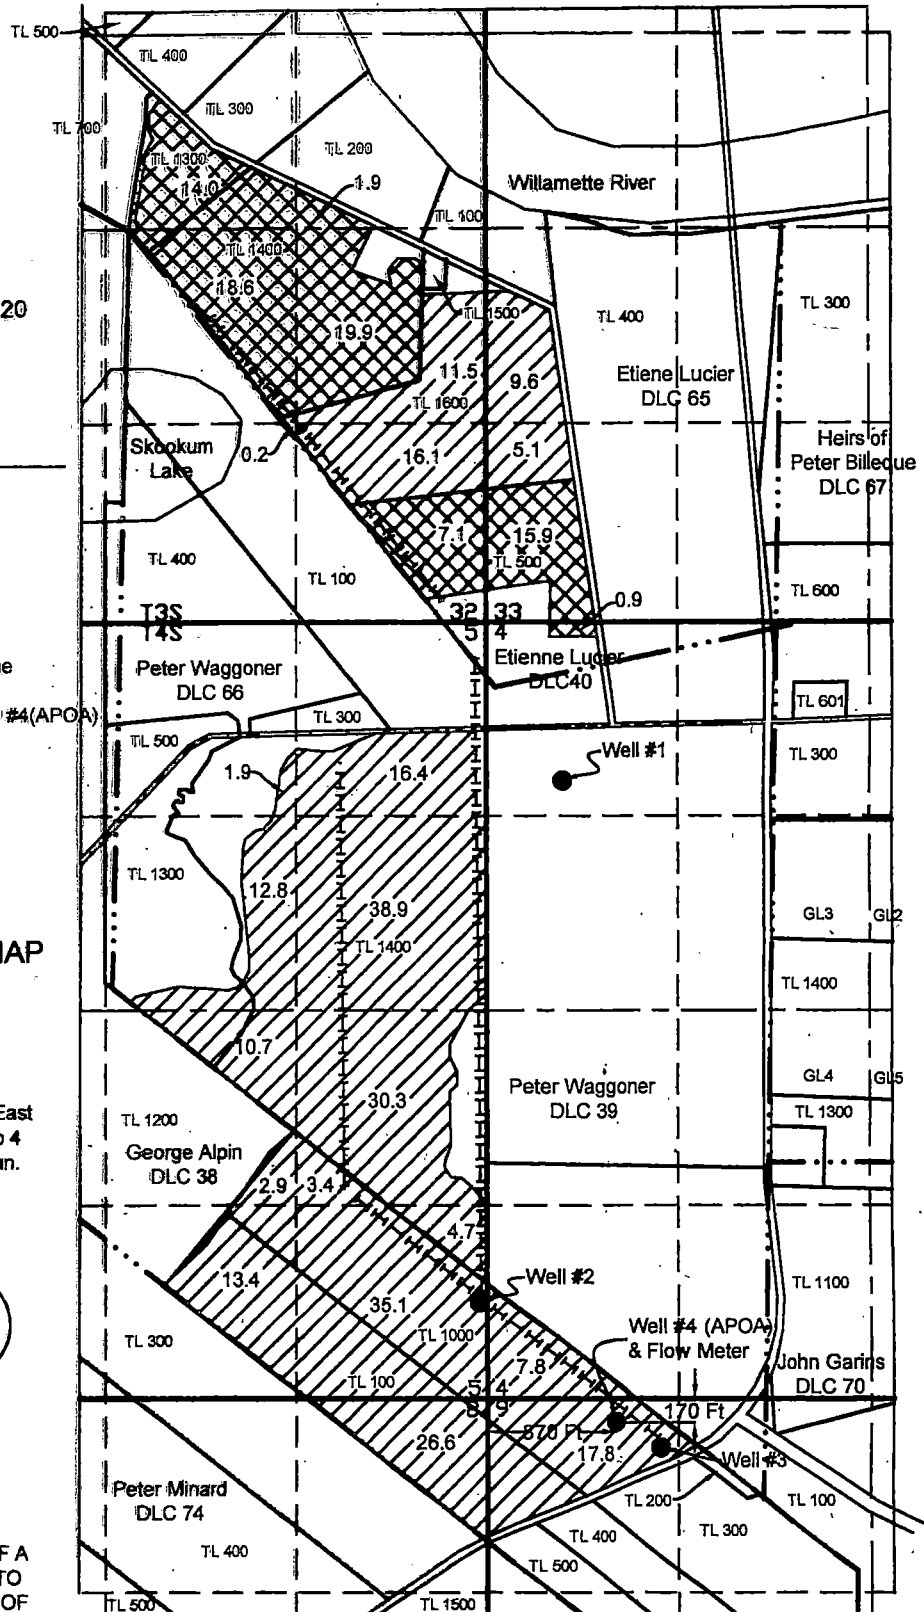 TL 500
TL 400
TL 300
TL 700
TL 200
TL 1300
14.0
1.9
Willamette River
TL 100
TL 1400
18.6
20
TL 300
TL 400
TL 1500
19.9
11.5
9.6
Etiene Lucier
DLC 65
TL 1600
Skookum
Lake
0.2
16.1
5.1
Heirs of
Peter Billeque
DLC 67
7.1
15.9
TL 500
TL 400
TL 100
TL 600
0.9
T3S
T4S
32 33
5 4
Etienne Lucier
DLC40
Peter Waggoner
DLC 66
#4(APOA)
TL 300
TL 601
TL 500
1.9
16.4
Well #1
TL 300
TL 1300
12.8
38.9
TL 1400
GL3
GL2
IAP
TL 1400
10.7
30.3
Peter Waggoner
DLC 39
GL4
GL5
TL 1300
East
4
TL 1200
George Alpin
DLC 38
2.9
3.4
4.7
13.4
Well #2
TL 1100
35.1
TL 1000
Well #4 (APOA)
& Flow Meter
TL 300
7.8
John Garins
DLC 70
TL 100
5 4
8 9
170 Ft
870 Ft
26.6
17.8
Well #3
Peter Minard
DLC 74
TL 200
TL 100
TL 400
TL 300
F A
TL 400
TL 500
TO
OF
TL 500
TL 1500